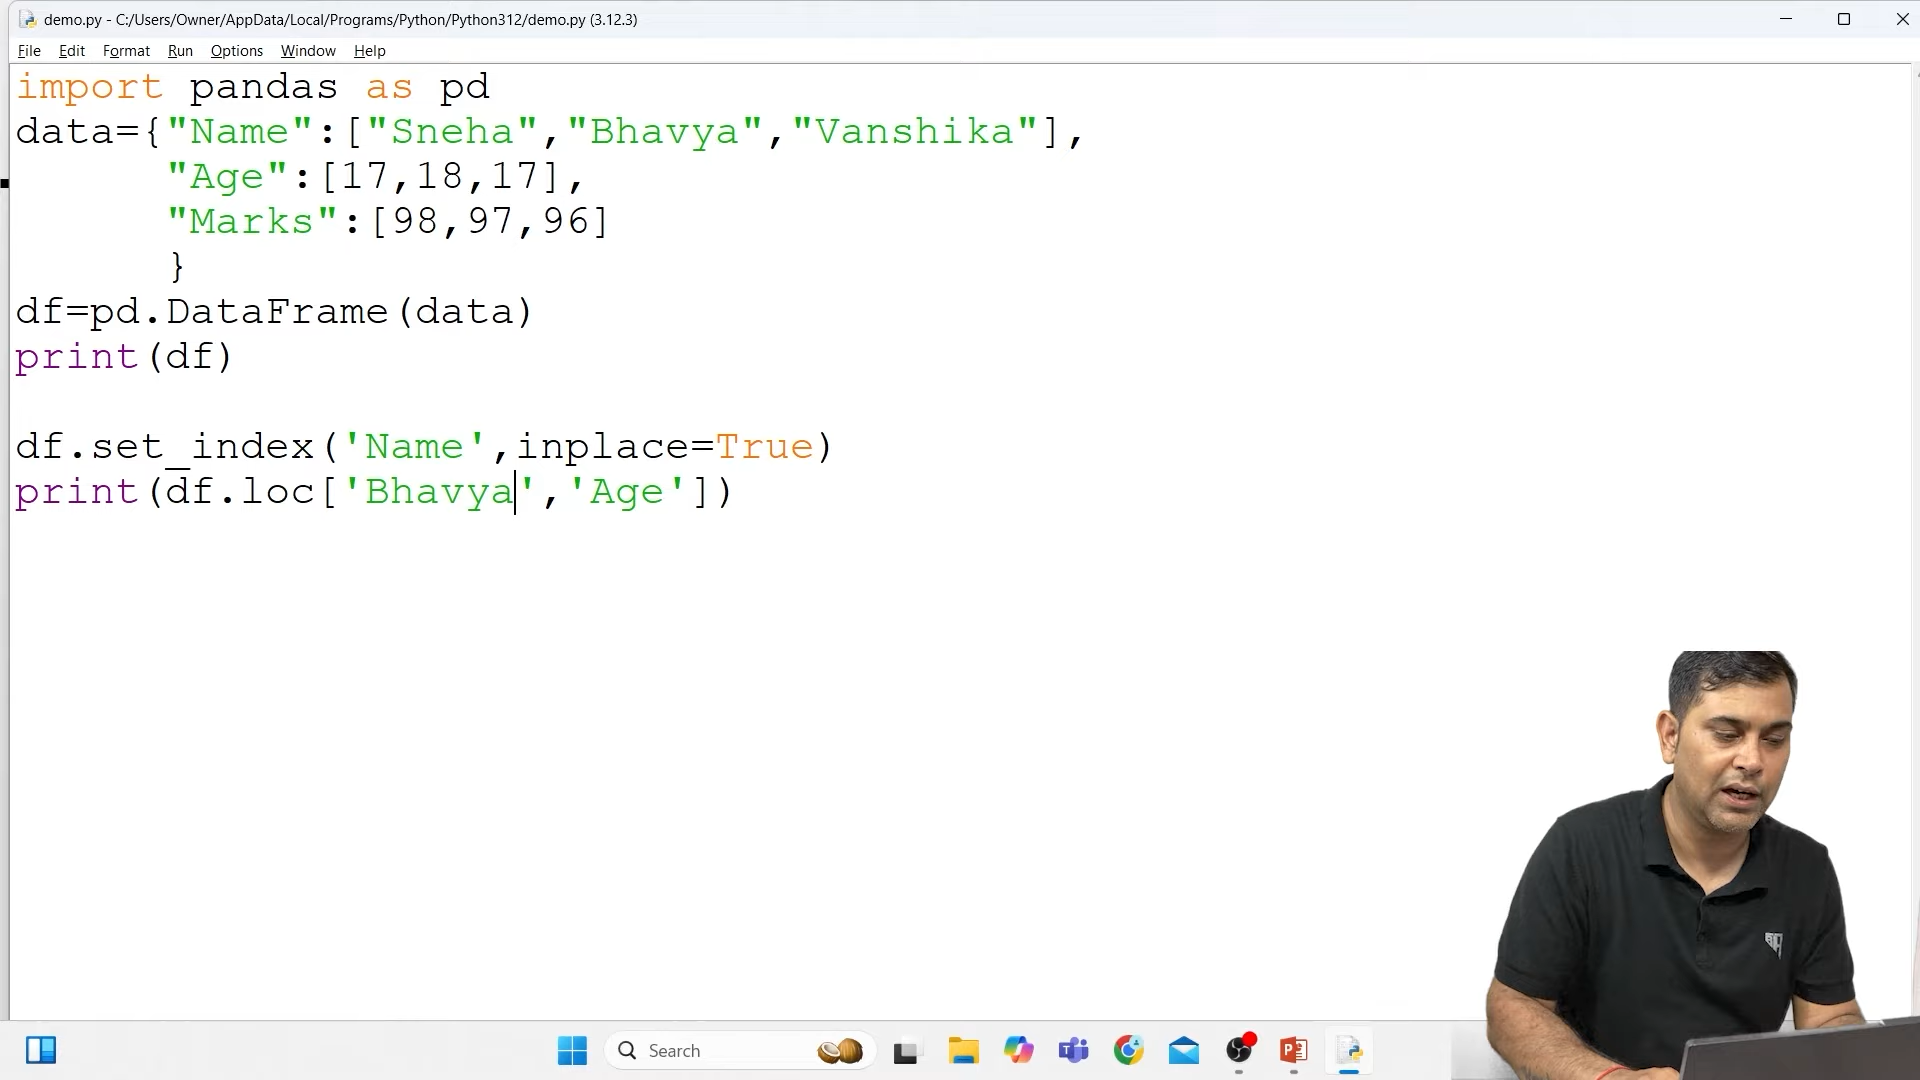 demo.py - C:/Users/Owner/AppData/Local/Programs/Python/Python312/demo.py (3.12.3)
File Edit Format Run Options Window Help
import pandas as pd
data={"Name":["Sneha","Bhavya","Vanshika"],
"Age":[17,18,17],
"Marks":[98,97,96]
}
df=pd.DataFrame(data)
print(df)
df.set_index('Name',inplace=True)
print(df.loc['Bhavya','Age'])
Search